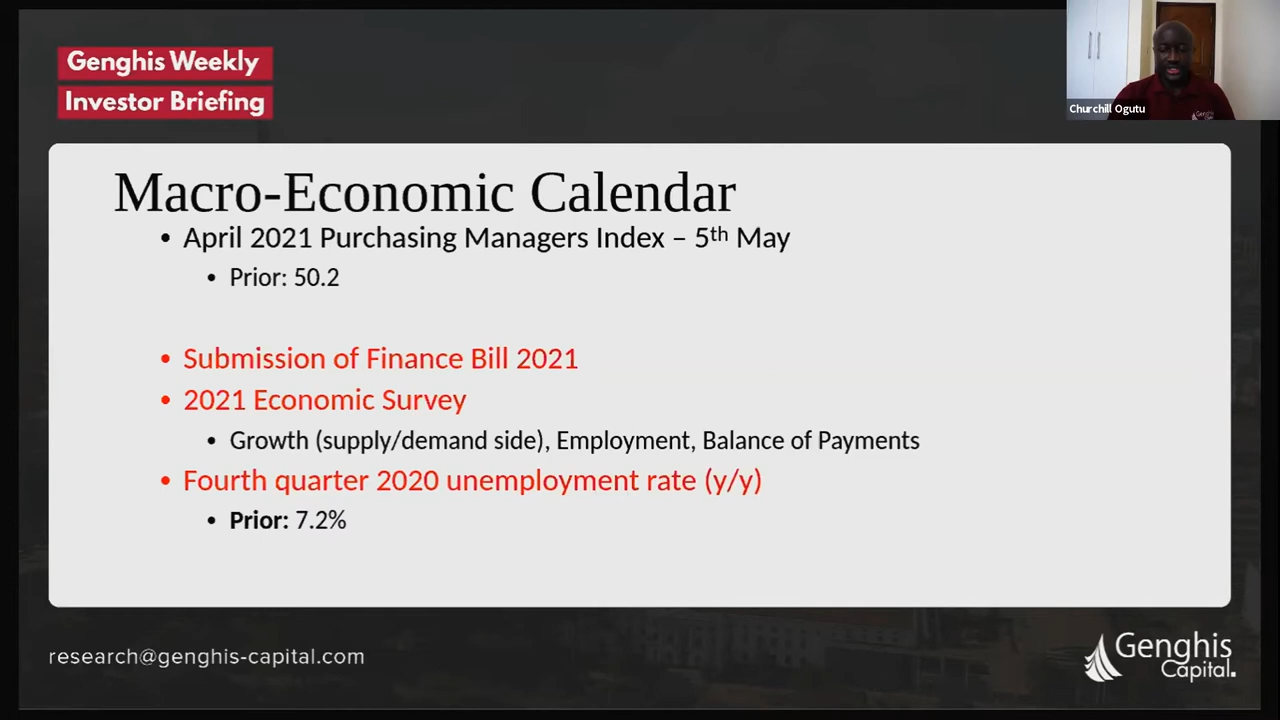 Genghis Weekly
Investor Briefing
Churchill Ogutu
Genghis
Macro-Economic Calendar
• April 2021 Purchasing Managers Index – 5th May
• Prior: 50.2
• Submission of Finance Bill 2021
• 2021 Economic Survey
• Growth (supply/demand side), Employment, Balance of Payments
• Fourth quarter 2020 unemployment rate (y/y)
• Prior: 7.2%
research@genghis-capital.com
Genghis
Capital.